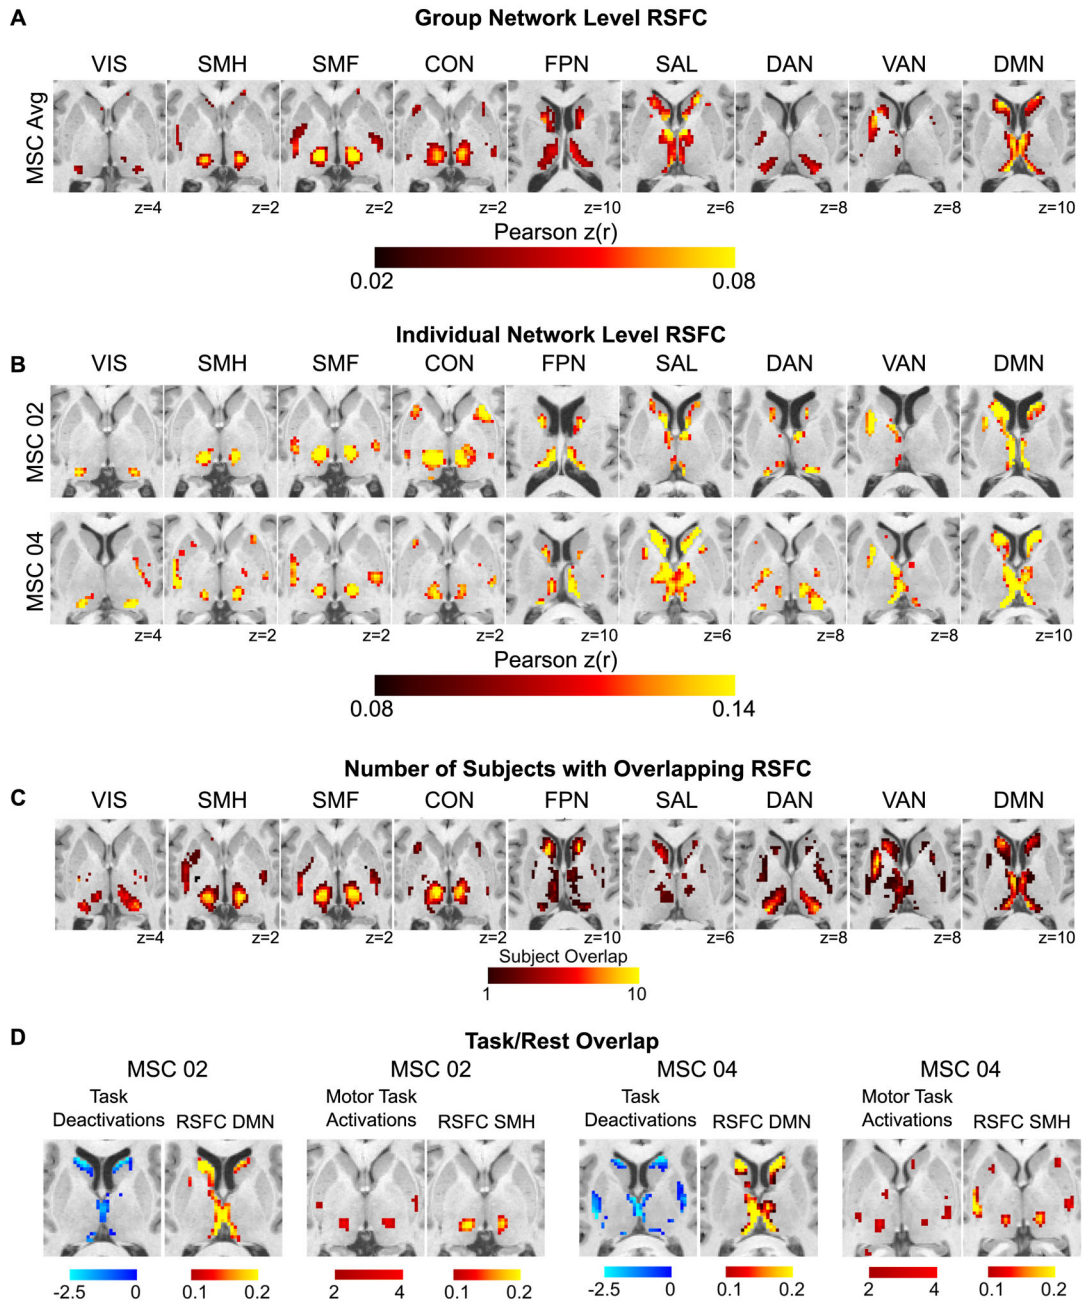 A
Group Network Level RSFC
VIS SMH SMF CON FPN SAL DAN VAN DMN
MSC Avg
z=4 z=2 z=2 z=2 z=10 z=6 z=8 z=8 z=10
Pearson z(r)
0.02 0.08
Individual Network Level RSFC
B
VIS SMH SMF CON FPN SAL DAN VAN DMN
MSC 02
MSC 04
z=4 z=2 z=2 z=2 z=10 z=6 z=8 z=8 z=10
Pearson z(r)
0.08 0.14
Number of Subjects with Overlapping RSFC
C
VIS SMH SMF CON FPN SAL DAN VAN DMN
z=4 z=2 z=2 z=2 z=10 z=6 z=8 z=8 z=10
Subject Overlap
1 10
D
Task/Rest Overlap
MSC 02 MSC 02 MSC 04 MSC 04
Task Motor Task Task Motor Task
Deactivations RSFC DMN Activations RSFC SMH Deactivations RSFC DMN Activations RSFC SMH
-2.5 0 0.1 0.2 2 4 0.1 0.2 -2.5 0 0.1 0.2 2 4 0.1 0.2